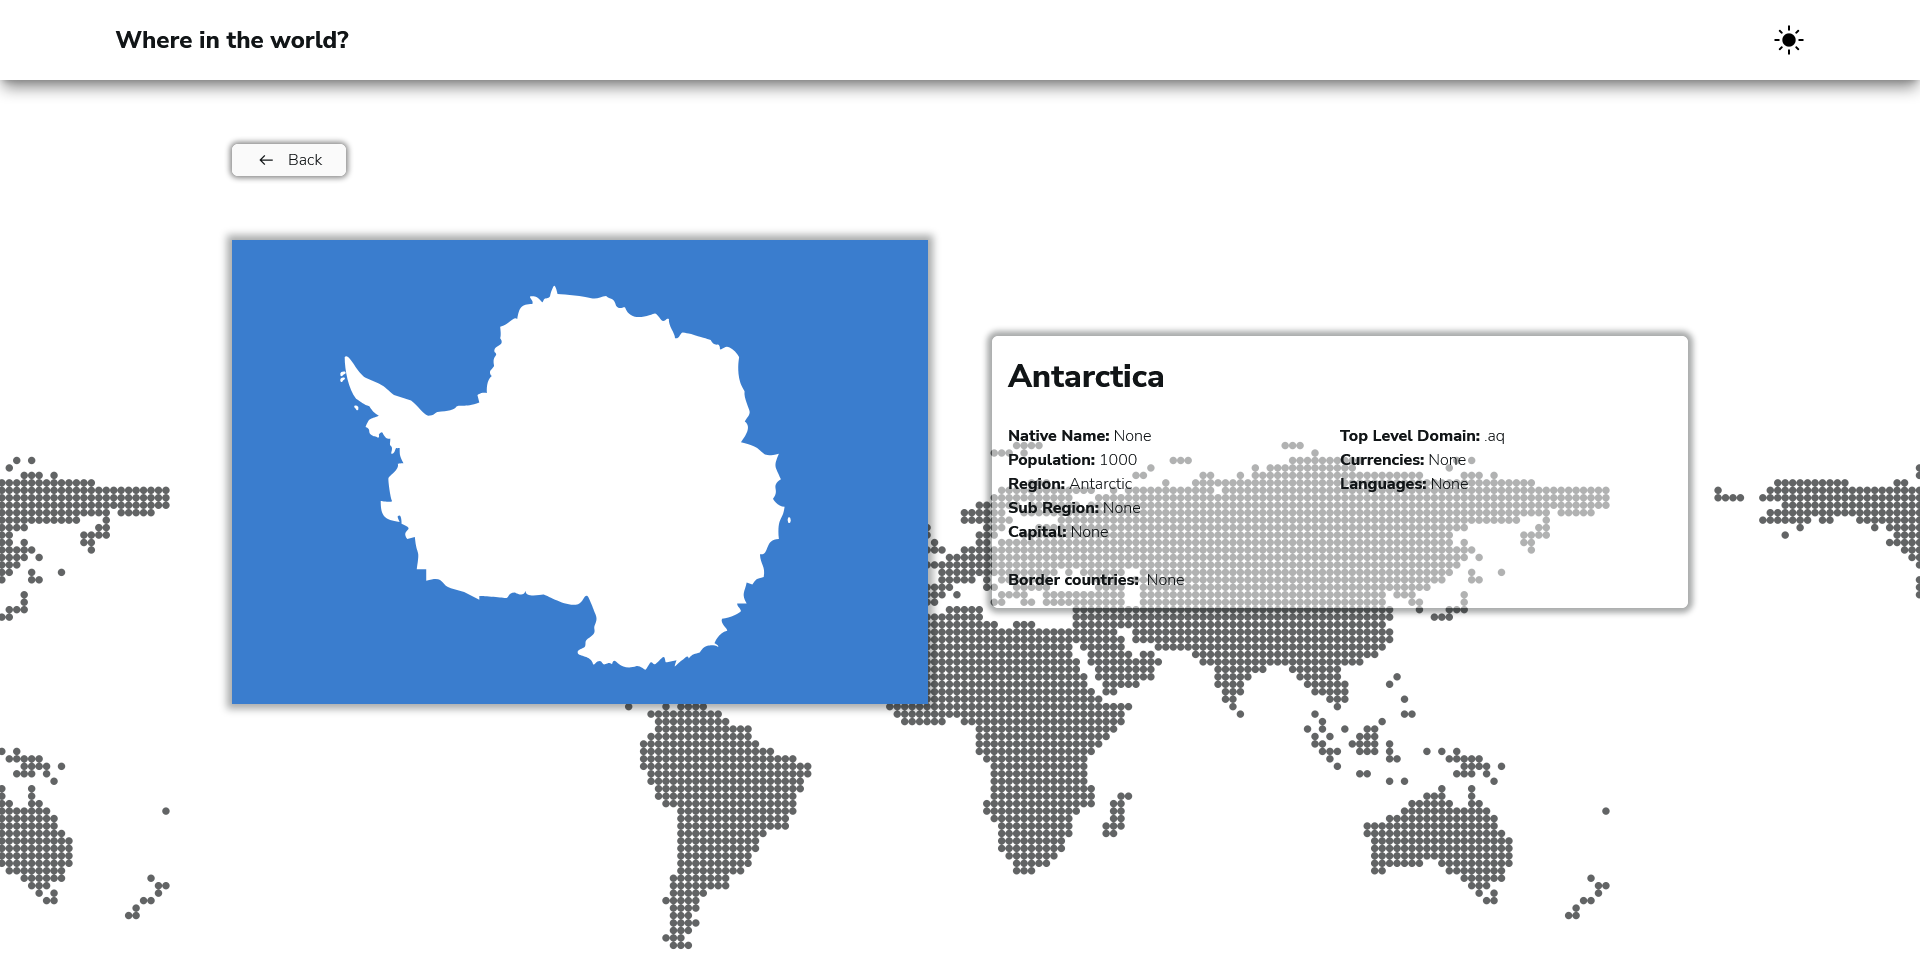 Where in the world?
Back
Antarctica
Native Name: None
Population: 1000
Region: Antarctic
Sub Region: None
Capital: None
Top Level Domain: .aq
Currencies: None
Languages: None
Border countries: None